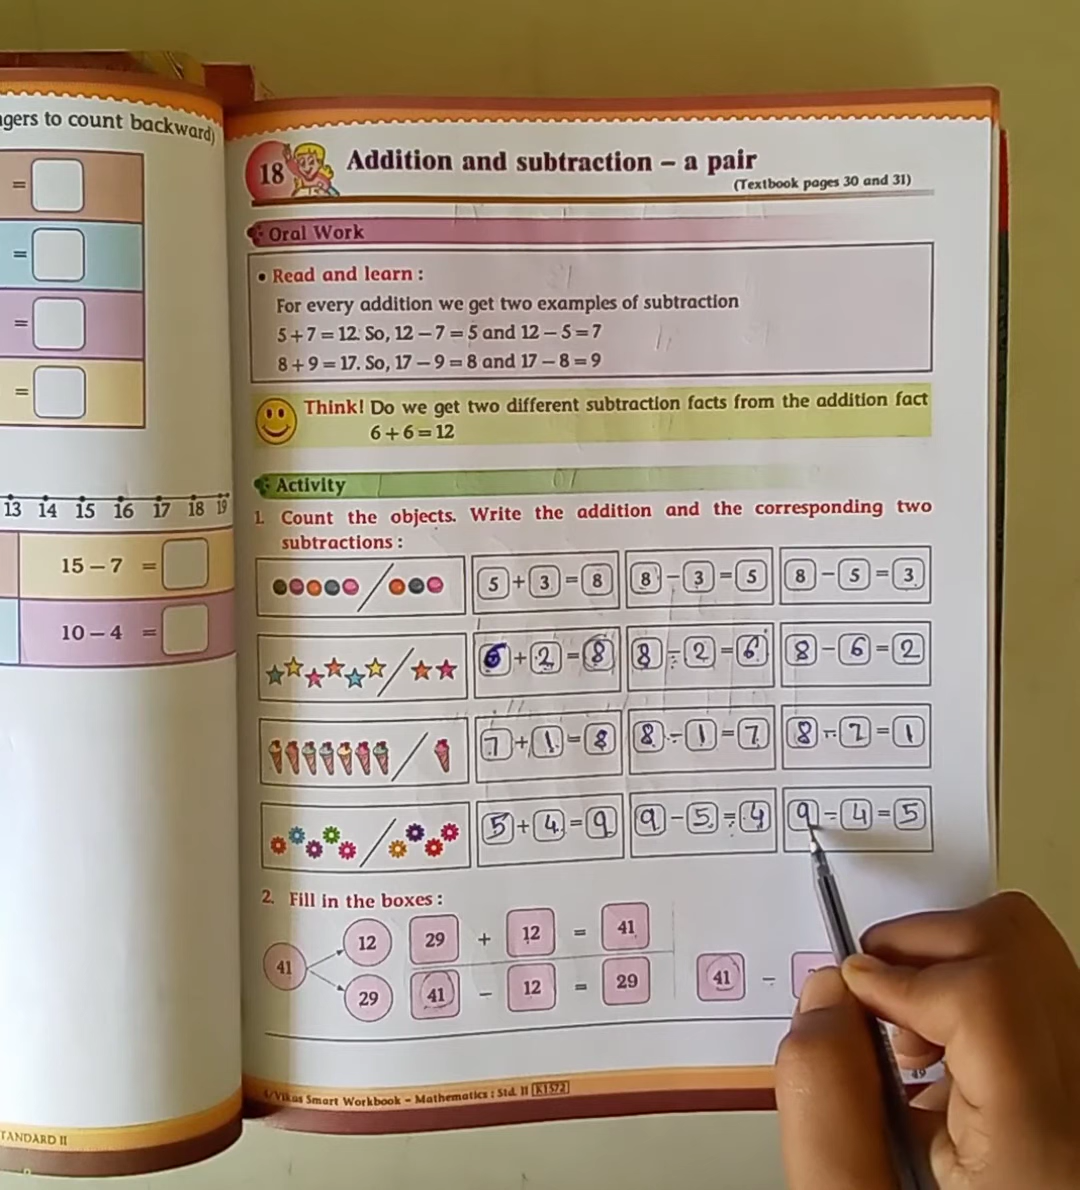 gers to count backward)
=
=
=
=
13 14 15 16 17 18 19
15 – 7 =
10 – 4 =
TANDARD II
18 Addition and subtraction – a pair
(Textbook pages 30 and 31)
Oral Work
• Read and learn :
For every addition we get two examples of subtraction
5 + 7 = 12. So, 12 – 7 = 5 and 12 – 5 = 7
8 + 9 = 17. So, 17 – 9 = 8 and 17 – 8 = 9
Think! Do we get two different subtraction facts from the addition fact
6 + 6 = 12
Activity
1. Count the objects. Write the addition and the corresponding two
subtractions :
5 + 3 = 8 8 – 3 = 5 8 – 5 = 3
6 + 2 = 8 8 – 2 = 6 8 – 6 = 2
7 + 1 = 8 8 – 1 = 7 8 – 7 = 1
5 + 4 = 9 9 – 5 = 4 9 – 4 = 5
2. Fill in the boxes :
41 12 29 + 12 = 41
29 41 – 12 = 29 41 –
Vikas Smart Workbook – Mathematics : Std. II K1572
49